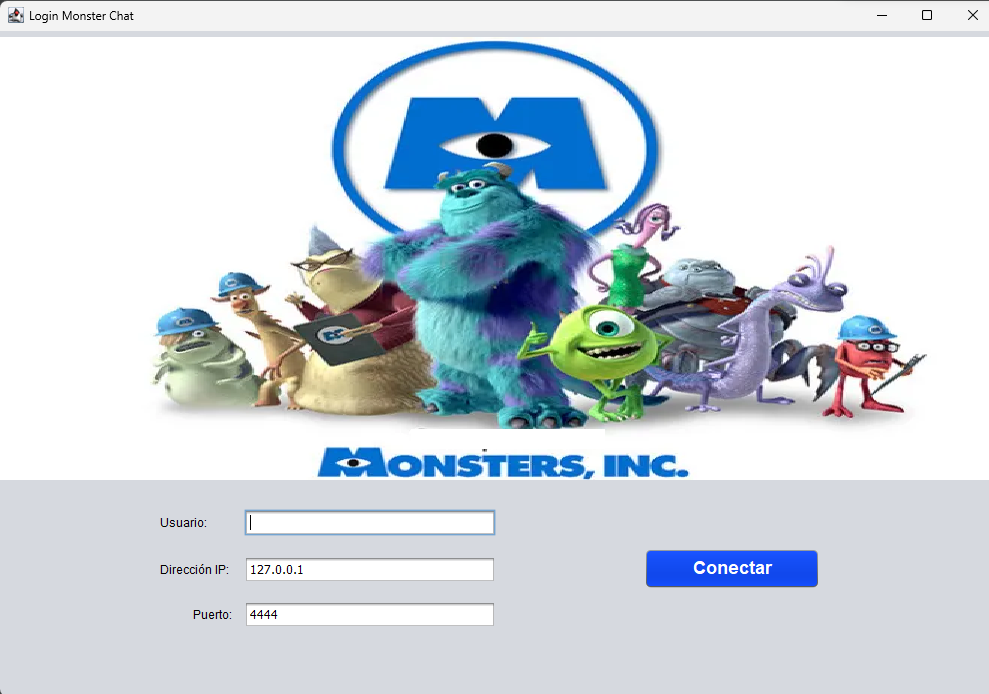 Login Monster Chat
MONSTERS, INC.
Usuario:
Dirección IP: 127.0.0.1
Conectar
Puerto: 4444